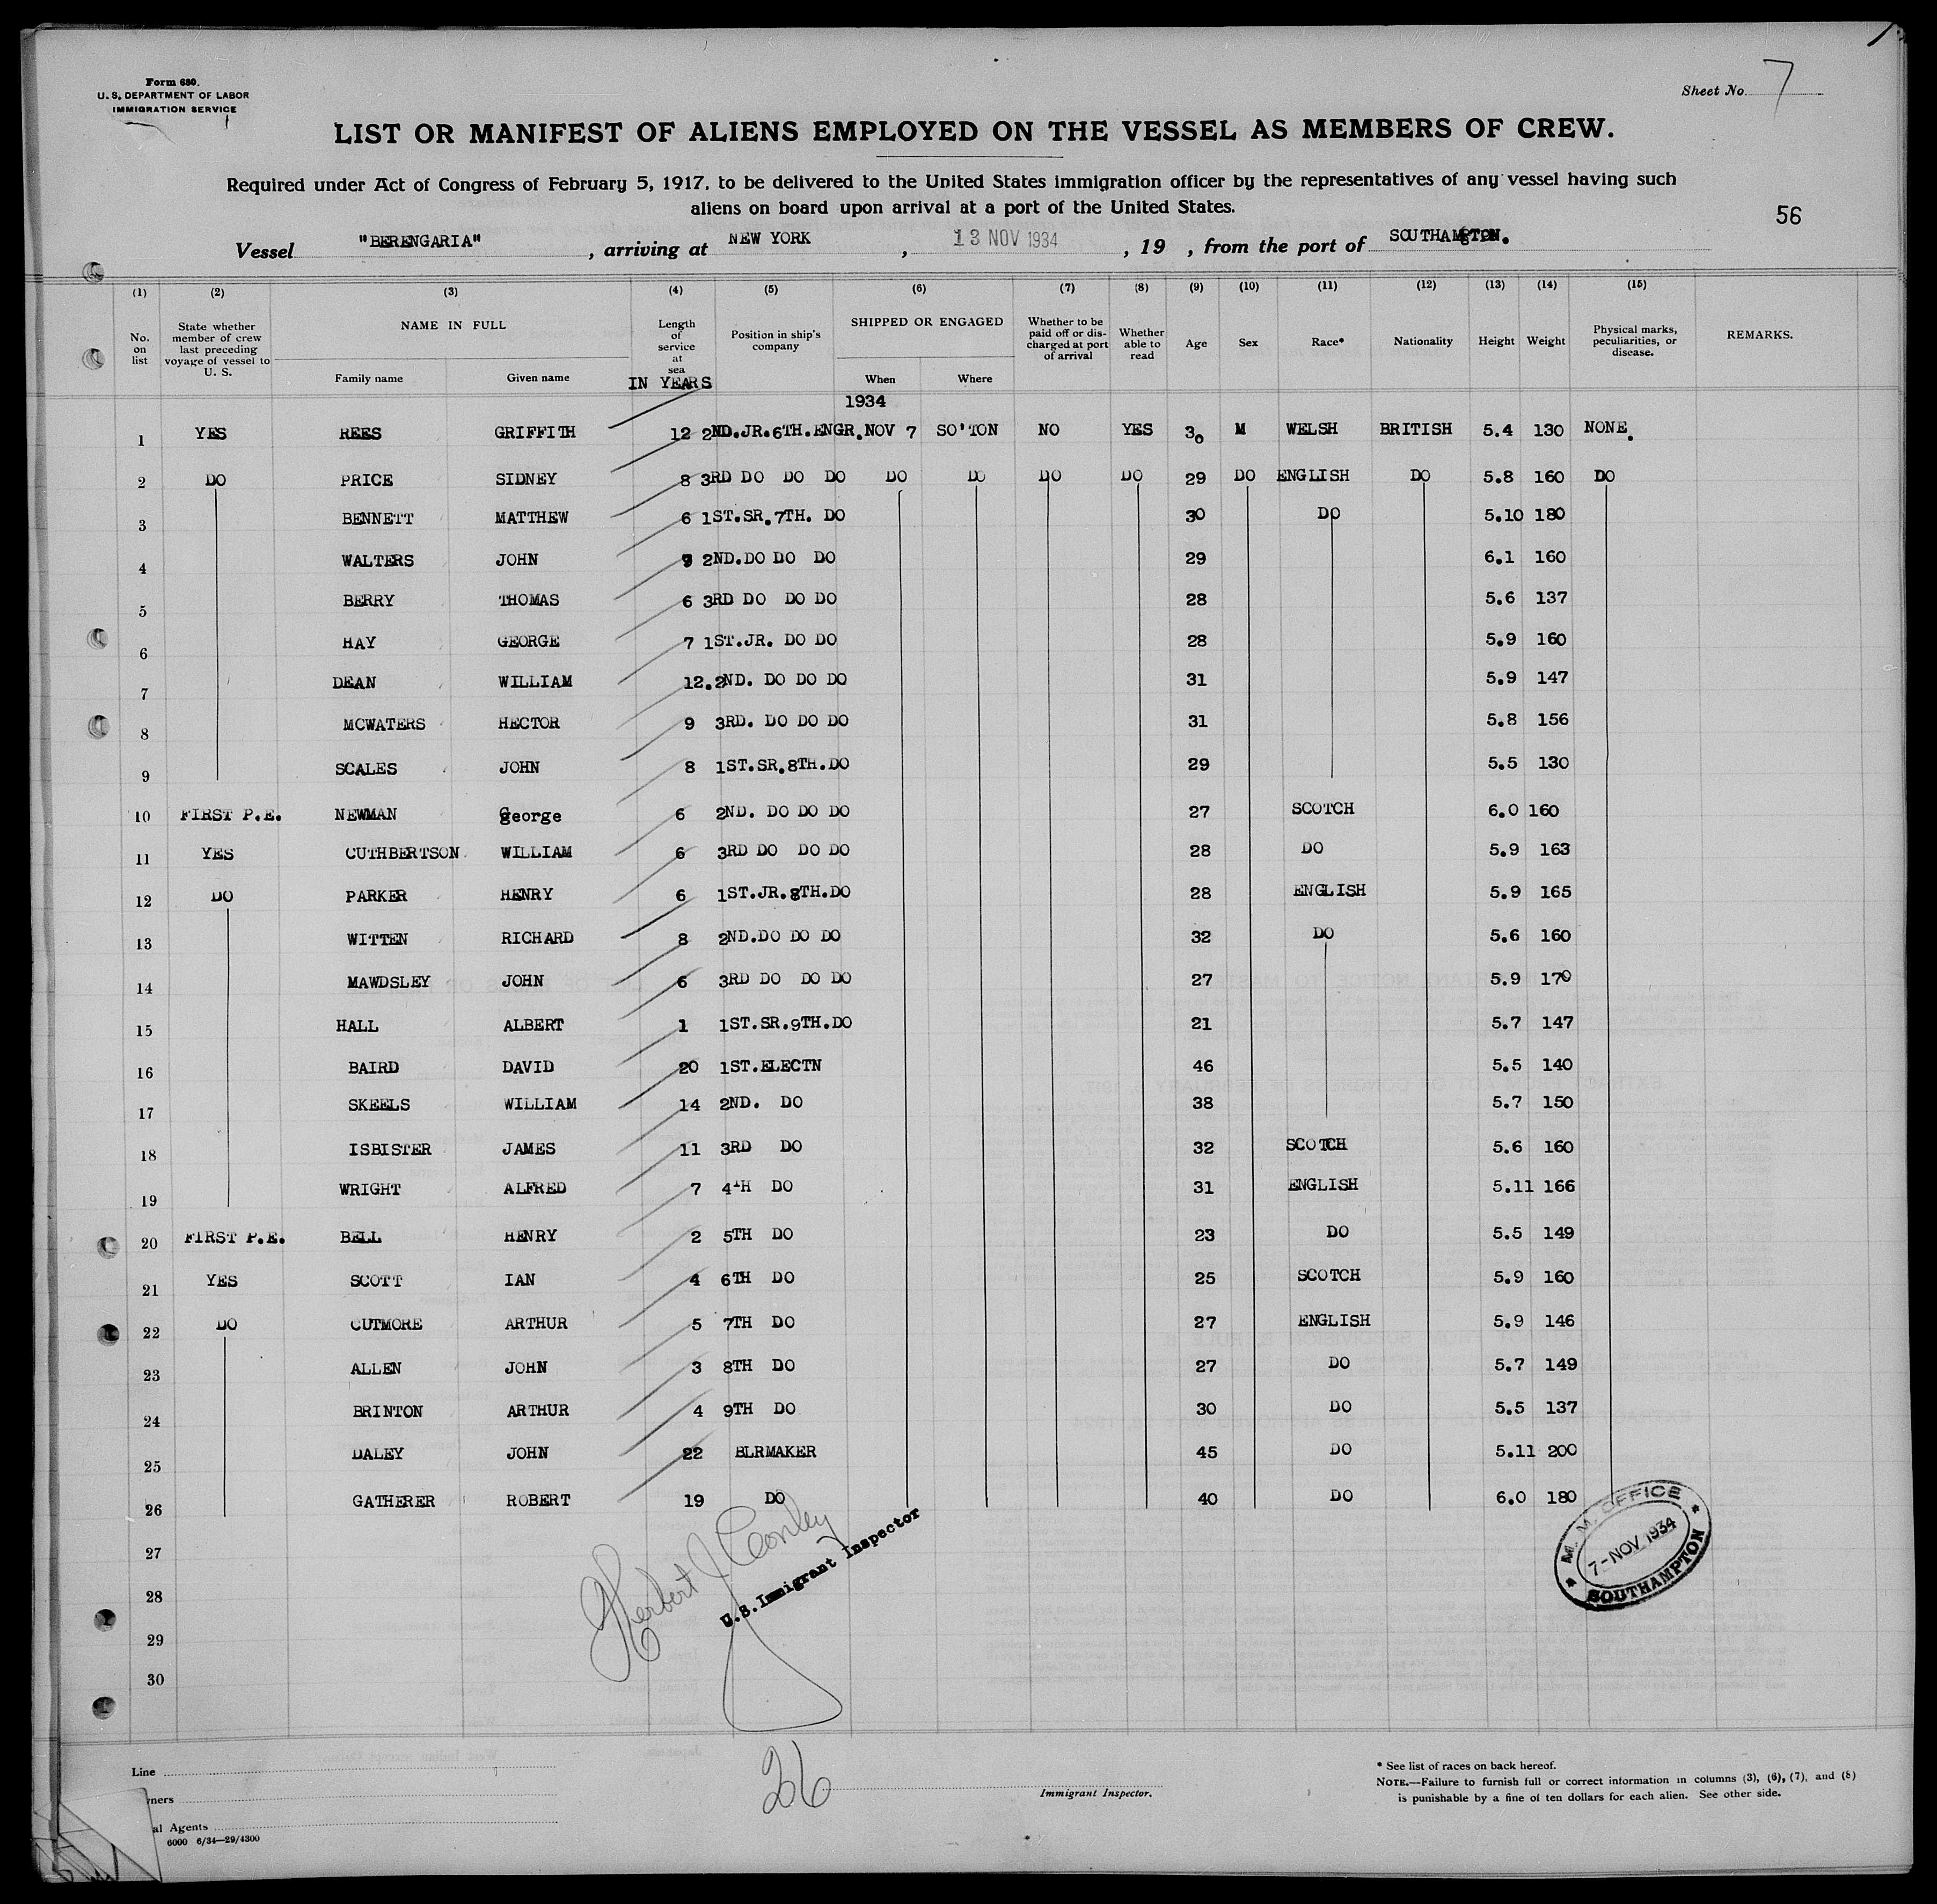 Form 680.
U. S. DEPARTMENT OF LABOR
IMMIGRATION SERVICE
Sheet No. 7
LIST OR MANIFEST OF ALIENS EMPLOYED ON THE VESSEL AS MEMBERS OF CREW.
Required under Act of Congress of February 5, 1917, to be delivered to the United States immigration officer by the representatives of any vessel having such
aliens on board upon arrival at a port of the United States.
56
Vessel "BERENGARIA", arriving at NEW YORK, 13 NOV 1934, 19 , from the port of SOUTHAMPTON.
(1) (2) (3) (4) (5) (6) (7) (8) (9) (10) (11) (12) (13) (14) (15)
No. on list State whether member of crew last preceding voyage of vessel to U. S. NAME IN FULL Family name Given name Length of service at sea IN YEARS Position in ship's company SHIPPED OR ENGAGED When Where Whether to be paid off or discharged at port of arrival Whether able to read Age Sex Race* Nationality Height Weight Physical marks, peculiarities, or disease. REMARKS.
1934
1 YES REES GRIFFITH 12 2ND.JR.6TH.ENGR. NOV 7 SO'TON NO YES 30 M WELSH BRITISH 5.4 130 NONE.
2 DO PRICE SIDNEY 8 3RD DO DO DO DO DO DO DO 29 DO ENGLISH DO 5.8 160 DO
3 BENNETT MATTHEW 6 1ST.SR.7TH. DO 30 DO 5.10 180
4 WALTERS JOHN 9 2ND.DO DO DO 29 6.1 160
5 BERRY THOMAS 6 3RD DO DO DO 28 5.6 137
6 HAY GEORGE 7 1ST.JR. DO DO 28 5.9 160
7 DEAN WILLIAM 12. 2ND. DO DO DO 31 5.9 147
8 MCWATERS HECTOR 9 3RD. DO DO DO 31 5.8 156
9 SCALES JOHN 8 1ST.SR.8TH.DO 29 5.5 130
10 FIRST P.E. NEWMAN George 6 2ND. DO DO DO 27 SCOTCH 6.0 160
11 YES CUTHBERTSON WILLIAM 6 3RD DO DO DO 28 DO 5.9 163
12 DO PARKER HENRY 6 1ST.JR.8TH.DO 28 ENGLISH 5.9 165
13 WITTEN RICHARD 8 2ND.DO DO DO 32 DO 5.6 160
14 MAWDSLEY JOHN 6 3RD DO DO DO 27 5.9 170
15 HALL ALBERT 1 1ST.SR.9TH.DO 21 5.7 147
16 BAIRD DAVID 20 1ST.ELECTN 46 5.5 140
17 SKEELS WILLIAM 14 2ND. DO 38 5.7 150
18 ISBISTER JAMES 11 3RD DO 32 SCOTCH 5.6 160
19 WRIGHT ALFRED 7 4TH DO 31 ENGLISH 5.11 166
20 FIRST P.E. BELL HENRY 2 5TH DO 23 DO 5.5 149
21 YES SCOTT IAN 4 6TH DO 25 SCOTCH 5.9 160
22 DO CUTMORE ARTHUR 5 7TH DO 27 ENGLISH 5.9 146
23 ALLEN JOHN 3 8TH DO 27 DO 5.7 149
24 BRINTON ARTHUR 4 9TH DO 30 DO 5.5 137
25 DALEY JOHN 22 BLRMAKER 45 DO 5.11 200
26 GATHERER ROBERT 19 DO 40 DO 6.0 180
27
28
29
30
Herbert J Conley
U.S. Immigrant Inspector
M. M. OFFICE
7-NOV 1934
SOUTHAMPTON
Line
ners
al Agents
6000 6/34—29/4300
26
Immigrant Inspector.
* See list of races on back hereof.
NOTE.—Failure to furnish full or correct information in columns (3), (6), (7), and (8)
is punishable by a fine of ten dollars for each alien. See other side.